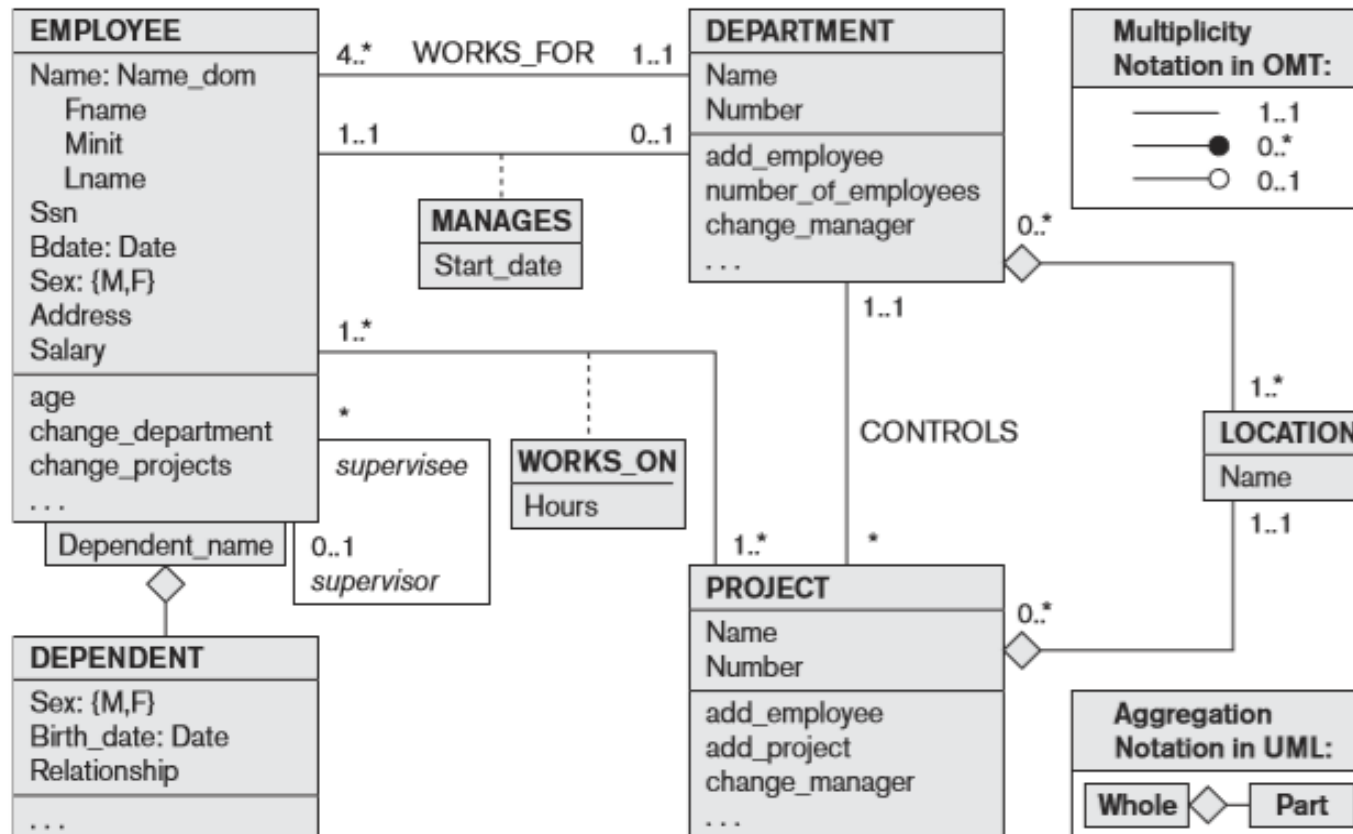 EMPLOYEE
Name: Name_dom
Fname
Minit
Lname
Ssn
Bdate: Date
Sex: {M,F}
Address
Salary
age
change_department
change_projects
. . .
Dependent_name
DEPENDENT
Sex: {M,F}
Birth_date: Date
Relationship
. . .
4..*
WORKS_FOR
1..1
1..1
0..1
MANAGES
Start_date
1..*
*
supervisee
0..1
supervisor
WORKS_ON
Hours
1..*
DEPARTMENT
Name
Number
add_employee
number_of_employees
change_manager
. . .
0..*
1..1
CONTROLS
*
PROJECT
Name
Number
add_employee
add_project
change_manager
. . .
0..*
1..*
LOCATION
Name
1..1
Multiplicity
Notation in OMT:
1..1
0..*
0..1
Aggregation
Notation in UML:
Whole
Part